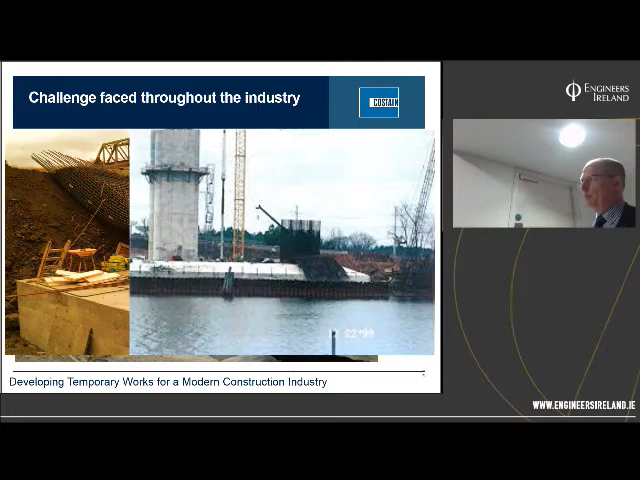 Challenge faced throughout the industry
COSTAIN
ENGINEERS
IRELAND
22 '99
Developing Temporary Works for a Modern Construction Industry
WWW.ENGINEERSIRELAND.IE